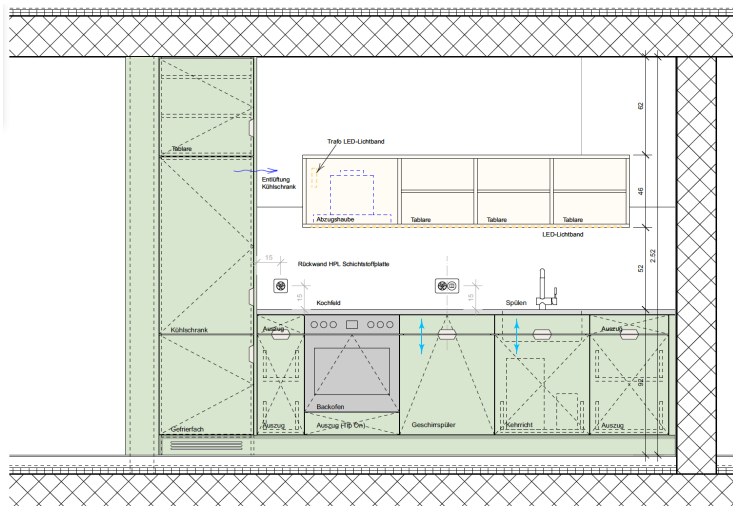 62
Trafo LED-Lichtband
Tablare
Entlüftung
Kühlschrank
46
Abzugshaube
Tablare
Tablare
Tablare
LED-Lichtband
2.52
15
Rückwand HPL Schichtstoffplatte
52
15
15
Kochfeld
Spülen
Kühlschrank
Auszug
Auszug
92
Backofen
Gefrierfach
Auszug
Auszug (Tip On)
Geschirrspüler
Kehrricht
Auszug